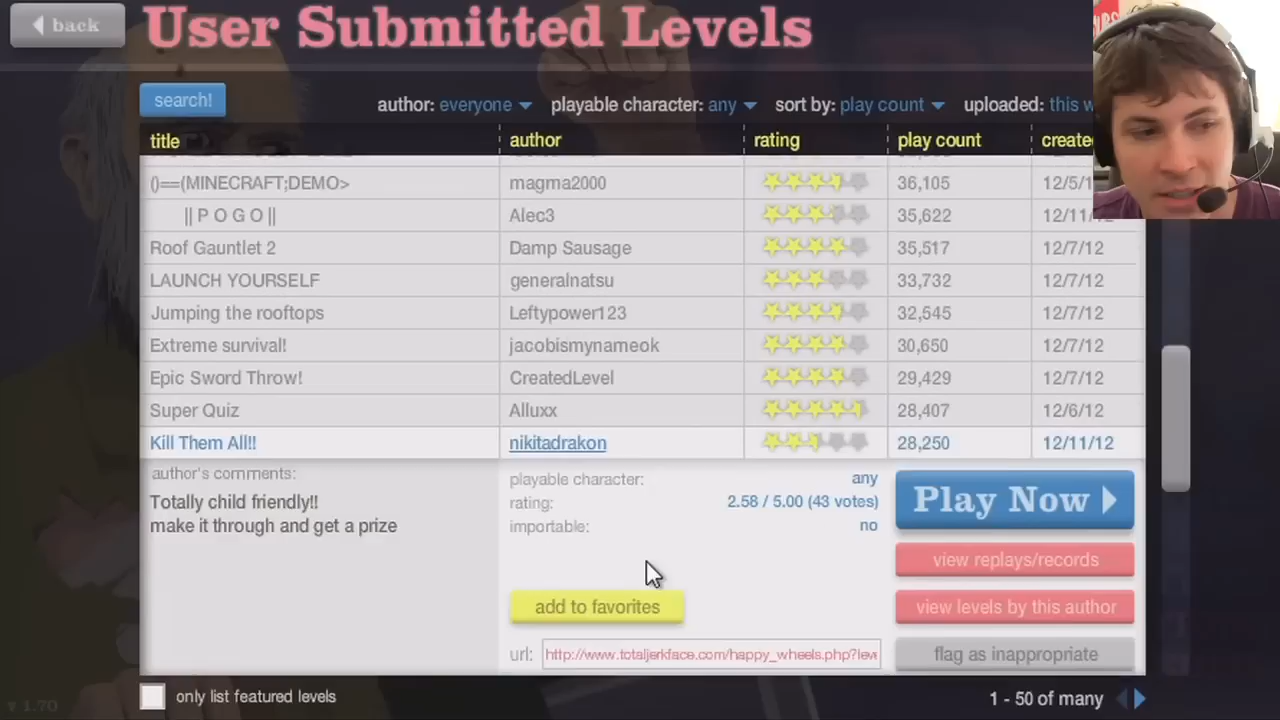 back
User Submitted Levels
search!
author: everyone playable character: any sort by: play count uploaded: this w
title author rating play count create
()==(MINECRAFT;DEMO> magma2000 36,105 12/5/1
|| P O G O || Alec3 35,622 12/11/
Roof Gauntlet 2 Damp Sausage 35,517 12/7/12
LAUNCH YOURSELF generalnatsu 33,732 12/7/12
Jumping the rooftops Leftypower123 32,545 12/7/12
Extreme survival! jacobismynameok 30,650 12/7/12
Epic Sword Throw! CreatedLevel 29,429 12/7/12
Super Quiz Alluxx 28,407 12/6/12
Kill Them All!! nikitadrakon 28,250 12/11/12
author's comments:
Totally child friendly!!
make it through and get a prize
playable character: any
rating: 2.58 / 5.00 (43 votes)
importable: no
add to favorites
url: http://www.totaljerkface.com/happy_wheels.php?lev
Play Now
view replays/records
view levels by this author
flag as inappropriate
only list featured levels
1 - 50 of many
v 1.70